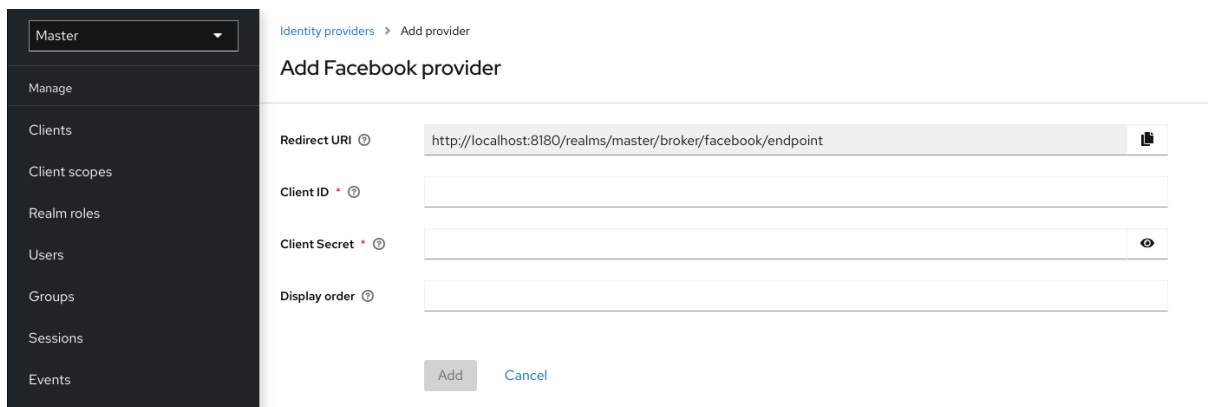 Master
Manage
Clients
Client scopes
Realm roles
Users
Groups
Sessions
Events
Identity providers > Add provider
Add Facebook provider
Redirect URI
http://localhost:8180/realms/master/broker/facebook/endpoint
Client ID *
Client Secret *
Display order
Add Cancel